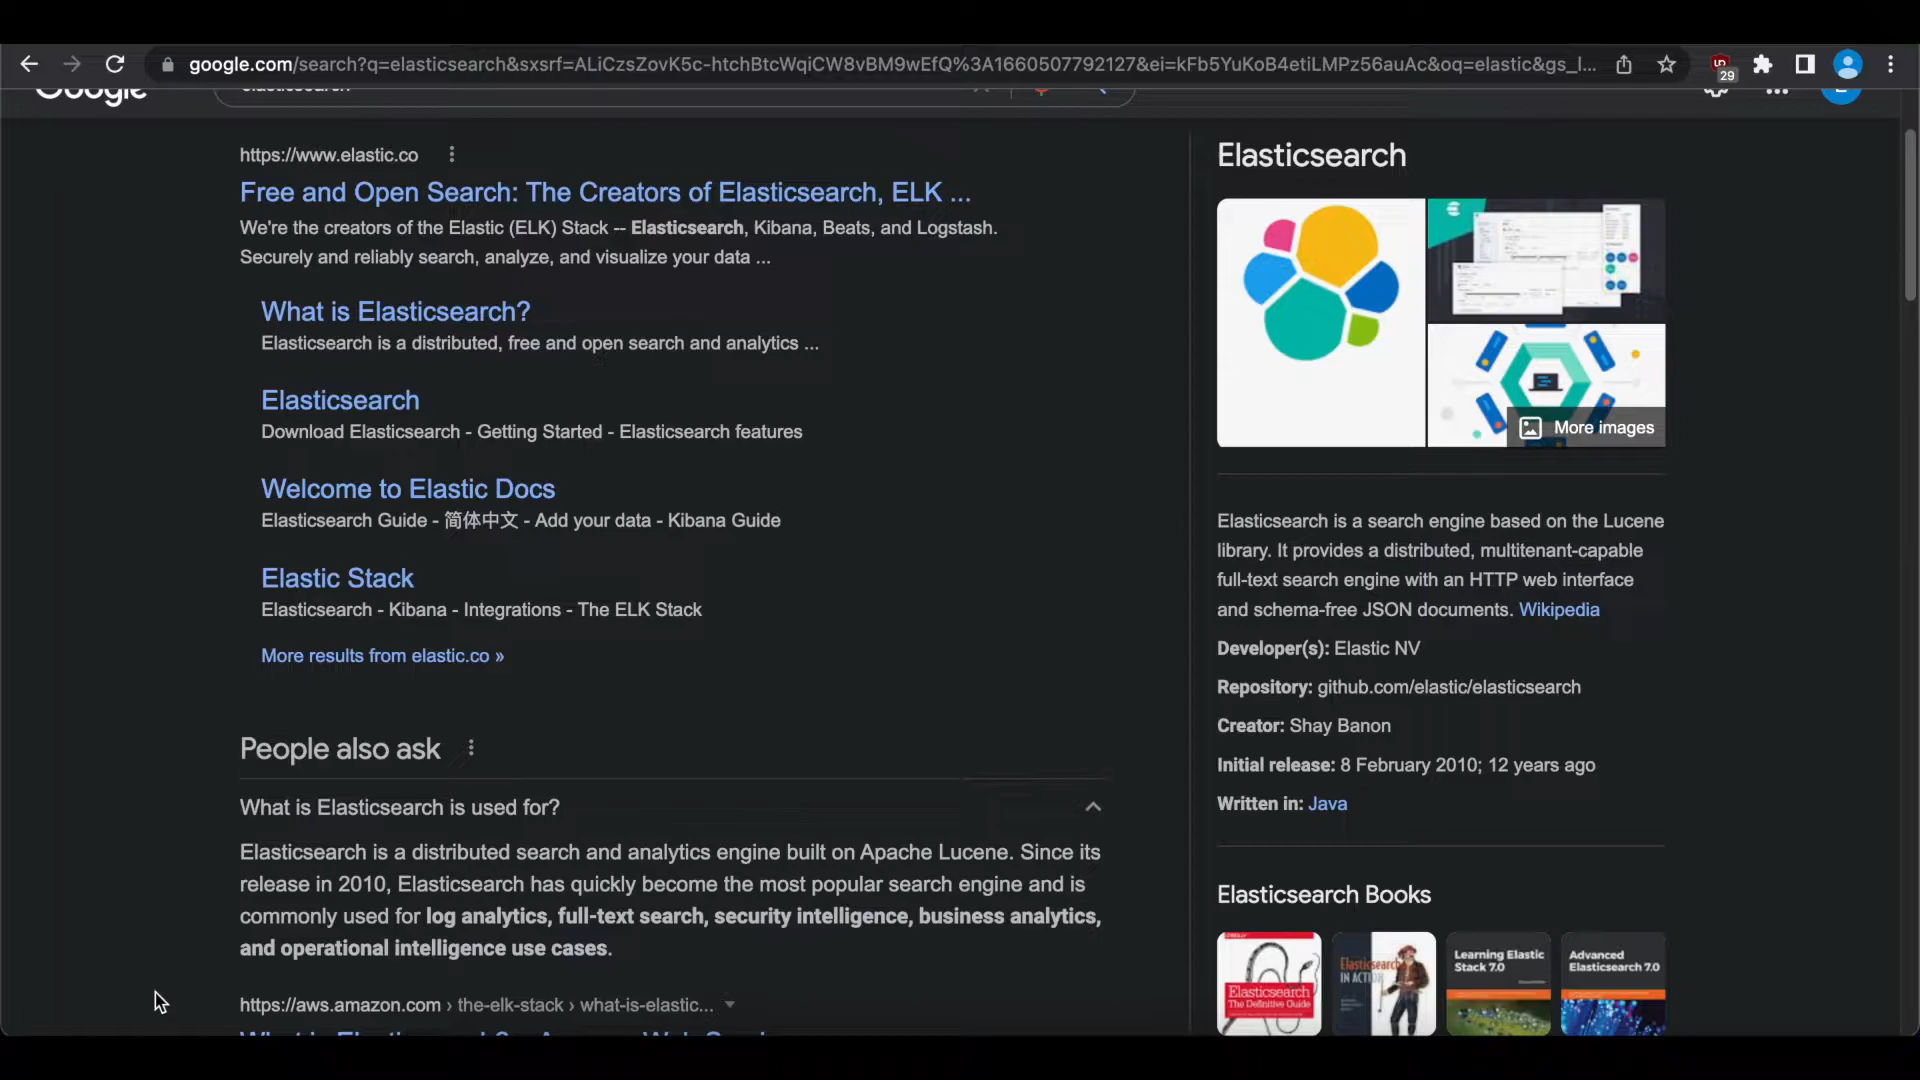 google.com/search?q=elasticsearch&sxsrf=ALiCzsZovK5c-htchBtcWqiCW8vBM9wEfQ%3A1660507792127&ei=kFb5YuKoB4etiLMPz56auAc&oq=elastic&gs_l...
29
Google
elasticsearch
https://www.elastic.co
Free and Open Search: The Creators of Elasticsearch, ELK ...
We're the creators of the Elastic (ELK) Stack -- Elasticsearch, Kibana, Beats, and Logstash.
Securely and reliably search, analyze, and visualize your data ...
What is Elasticsearch?
Elasticsearch is a distributed, free and open search and analytics ...
Elasticsearch
Download Elasticsearch - Getting Started - Elasticsearch features
Welcome to Elastic Docs
Elasticsearch Guide - 简体中文 - Add your data - Kibana Guide
Elastic Stack
Elasticsearch - Kibana - Integrations - The ELK Stack
More results from elastic.co »
People also ask
What is Elasticsearch is used for?
Elasticsearch is a distributed search and analytics engine built on Apache Lucene. Since its
release in 2010, Elasticsearch has quickly become the most popular search engine and is
commonly used for log analytics, full-text search, security intelligence, business analytics,
and operational intelligence use cases.
https://aws.amazon.com › the-elk-stack › what-is-elastic...
Elasticsearch
More images
Elasticsearch is a search engine based on the Lucene
library. It provides a distributed, multitenant-capable
full-text search engine with an HTTP web interface
and schema-free JSON documents. Wikipedia
Developer(s): Elastic NV
Repository: github.com/elastic/elasticsearch
Creator: Shay Banon
Initial release: 8 February 2010; 12 years ago
Written in: Java
Elasticsearch Books
Elasticsearch
The Definitive Guide
Elasticsearch
IN ACTION
Learning Elastic
Stack 7.0
Advanced
Elasticsearch 7.0